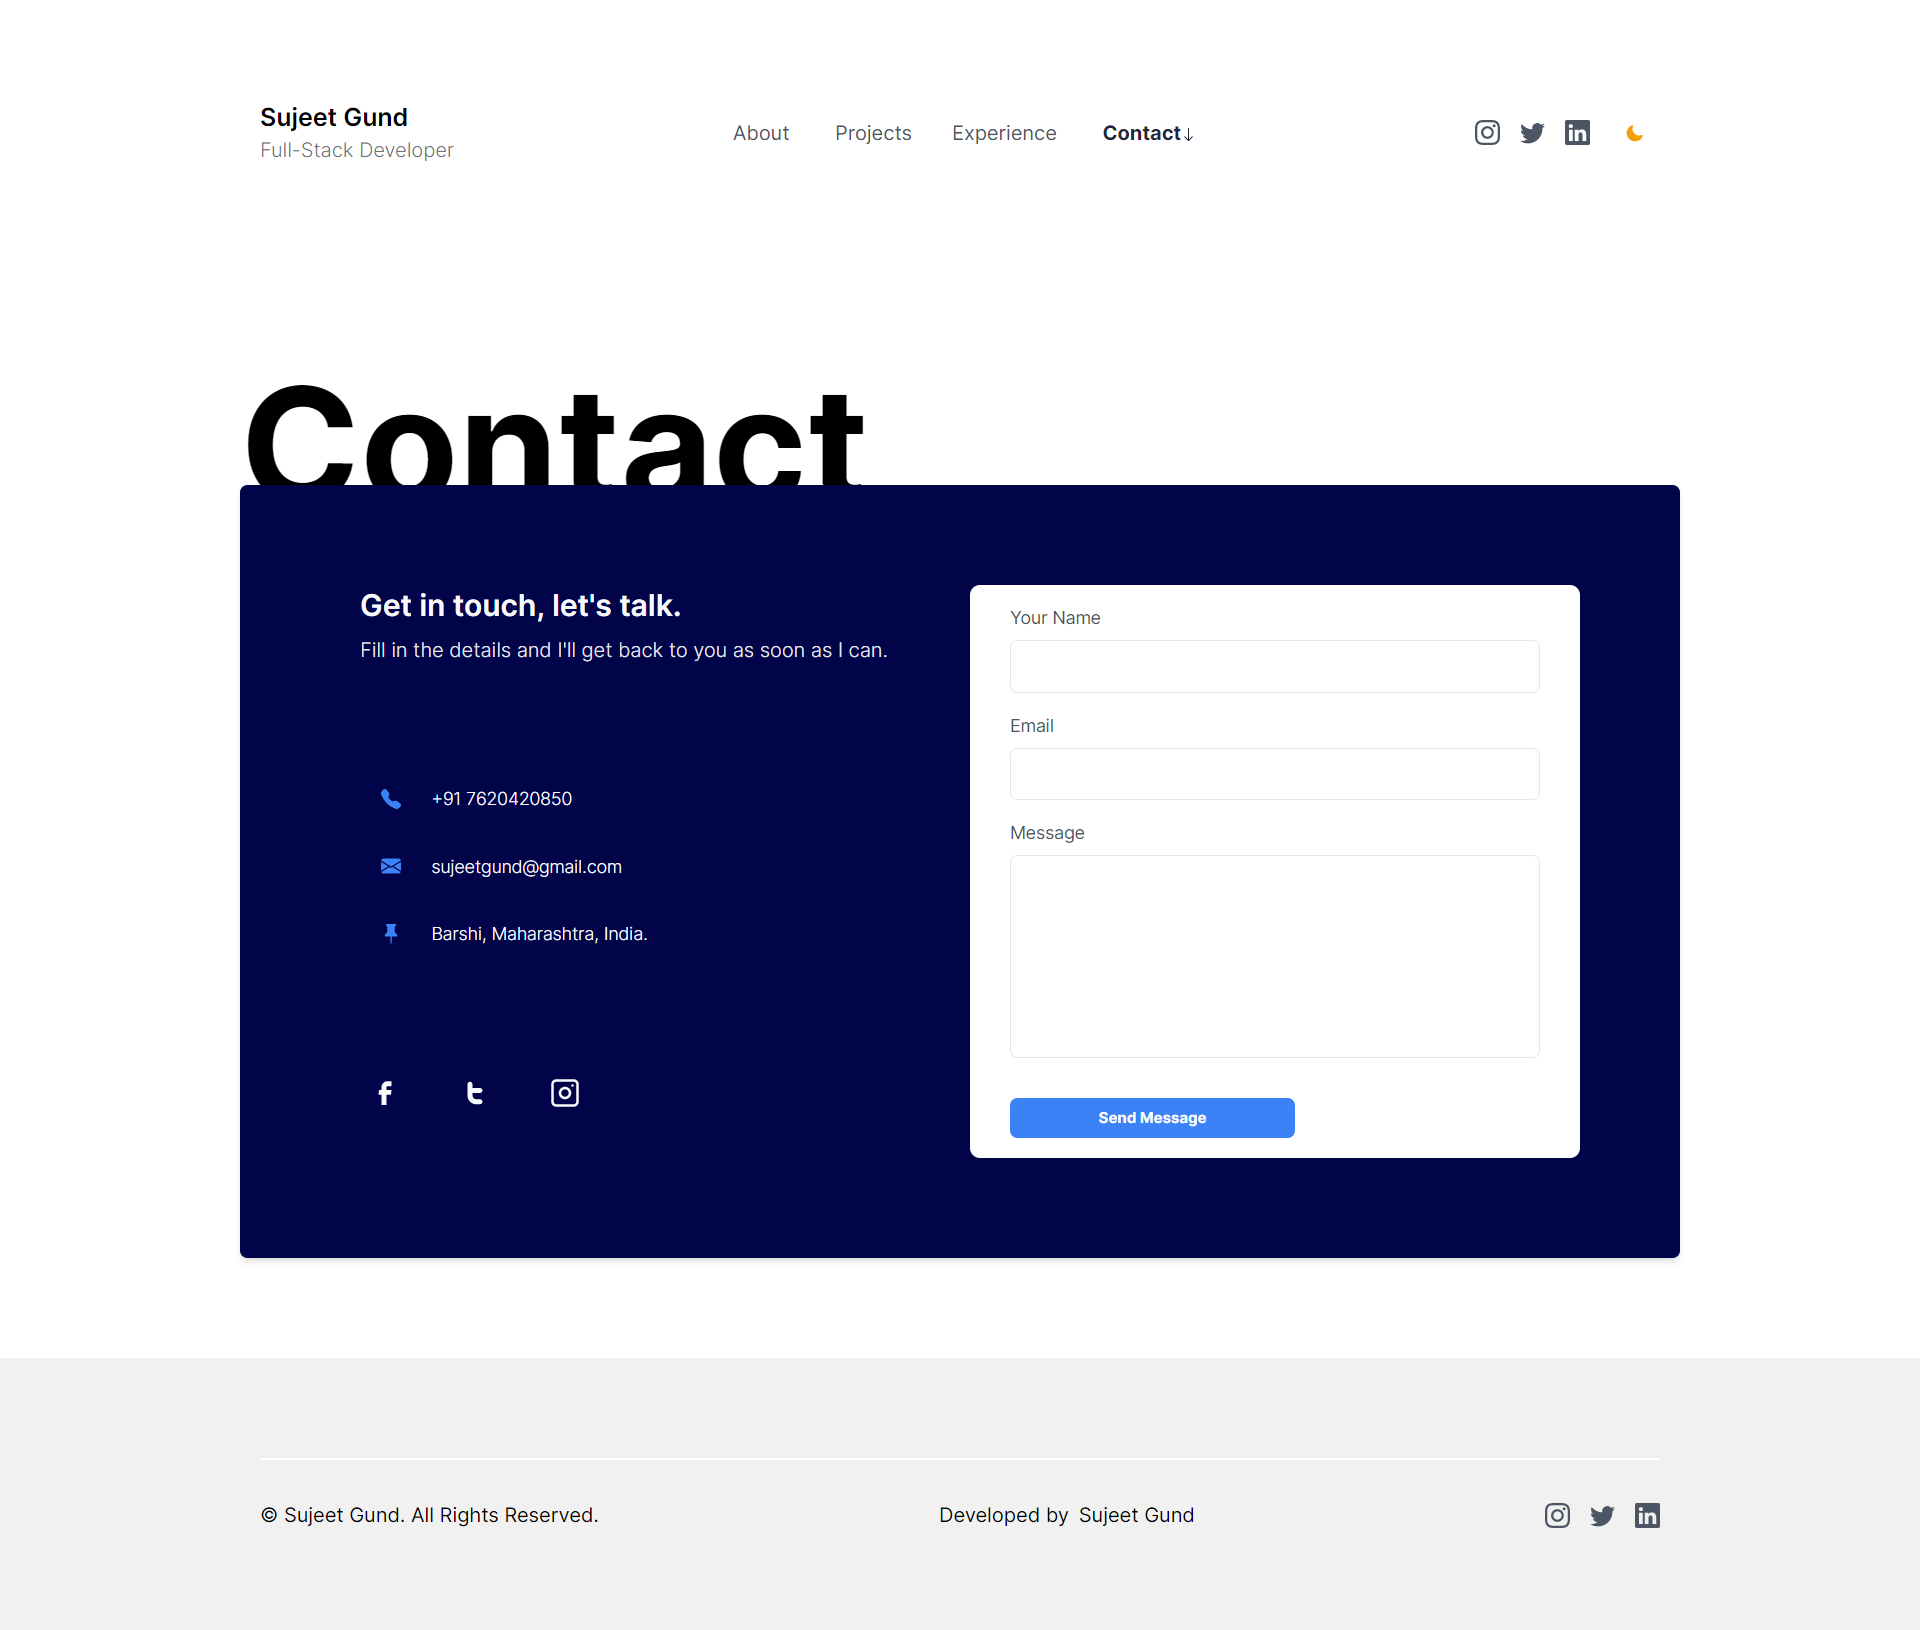 Sujeet Gund
Full-Stack Developer
About Projects Experience Contact↓
Contact
Get in touch, let's talk.
Fill in the details and I'll get back to you as soon as I can.
+91 7620420850
sujeetgund@gmail.com
Barshi, Maharashtra, India.
Your Name
Email
Message
Send Message
© Sujeet Gund. All Rights Reserved.
Developed by Sujeet Gund